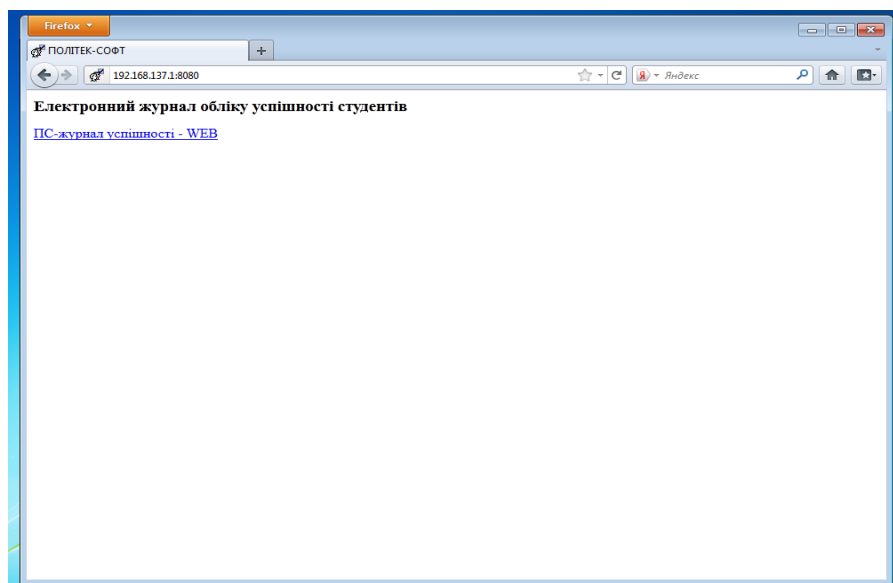 Firefox
ПОЛІТЕК-СОФТ
192.168.137.1:8080
Яндекс
Електронний журнал обліку успішності студентів
ПС-журнал успішності - WEB